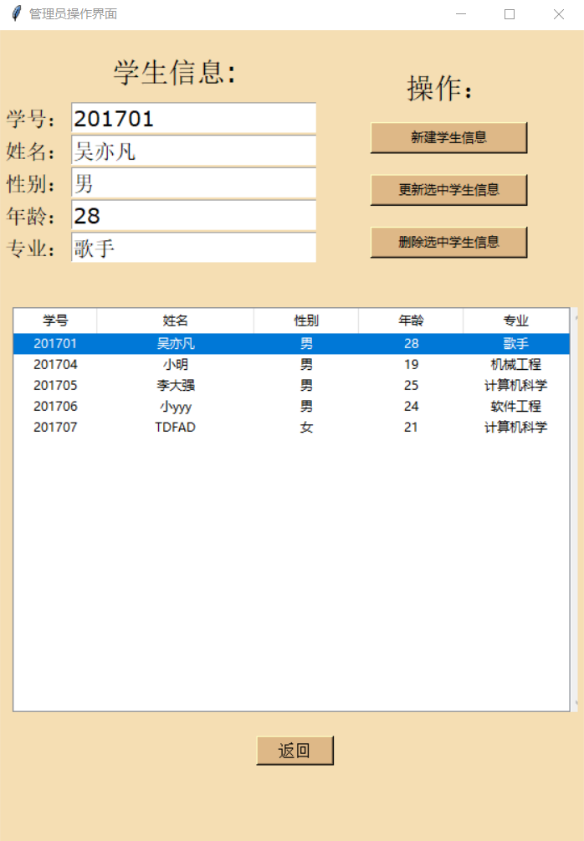 管理员操作界面
学生信息:
操作:
学号: 201701
姓名: 吴亦凡
性别: 男
年龄: 28
专业: 歌手
新建学生信息
更新选中学生信息
删除选中学生信息
学号 姓名 性别 年龄 专业
201701 吴亦凡 男 28 歌手
201704 小明 男 19 机械工程
201705 李大强 男 25 计算机科学
201706 小yyy 男 24 软件工程
201707 TDFAD 女 21 计算机科学
返回